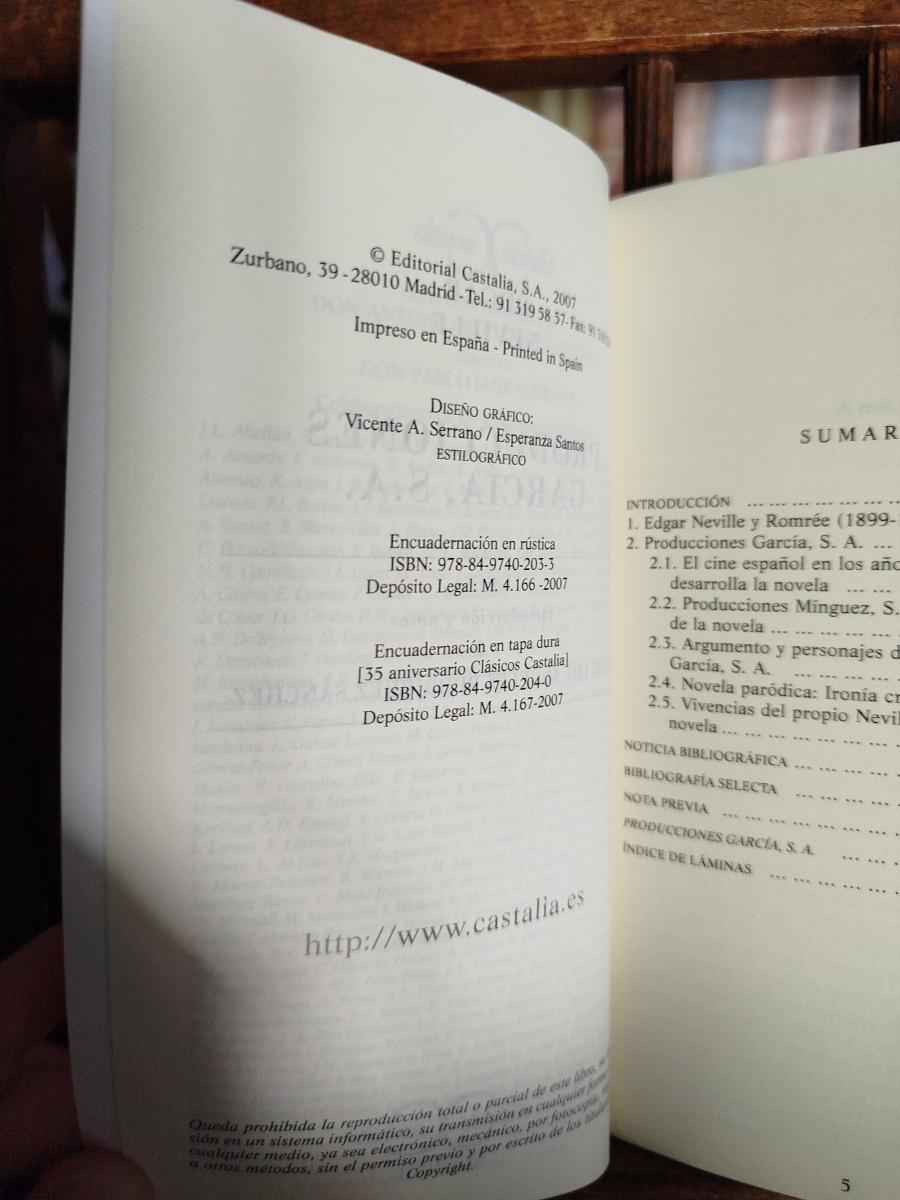 © Editorial Castalia, S.A., 2007
Zurbano, 39 - 28010 Madrid - Tel.: 91 319 58 57 - Fax: 91
Impreso en España - Printed in Spain
DISEÑO GRÁFICO:
Vicente A. Serrano / Esperanza Santos
ESTILOGRÁFICO
Encuadernación en rústica
ISBN: 978-84-9740-203-3
Depósito Legal: M. 4.166 -2007
Encuadernación en tapa dura
[35 aniversario Clásicos Castalia]
ISBN: 978-84-9740-204-0
Depósito Legal: M. 4.167-2007
http://www.castalia.es
Queda prohibida la reproducción total o parcial de este libro,
sión en un sistema informático, su transmisión en cualquier
cualquier medio, ya sea electrónico, mecánico, por fotocopia,
u otros métodos, sin el permiso previo y por escrito de los
Copyright.
SUMAR
INTRODUCCIÓN ... ... ... ... ... ...
1. Edgar Neville y Romrée (1899-1
2. Producciones García, S. A. ...
2.1. El cine español en los año
desarrolla la novela ... ...
2.2. Producciones Mínguez, S.
de la novela ... ... ... ... ...
2.3. Argumento y personajes d
García, S. A. ... ... ... ...
2.4. Novela paródica: Ironía cr
2.5. Vivencias del propio Nevil
novela ... ... ... ... ... ... ...
NOTICIA BIBLIOGRÁFICA ... ... ... ... ...
BIBLIOGRAFÍA SELECTA ... ... ... ... ...
NOTA PREVIA ... ... ... ... ... ... ... ...
PRODUCCIONES GARCÍA, S. A. ... ... ...
ÍNDICE DE LÁMINAS ... ... ... ... ... ...
5